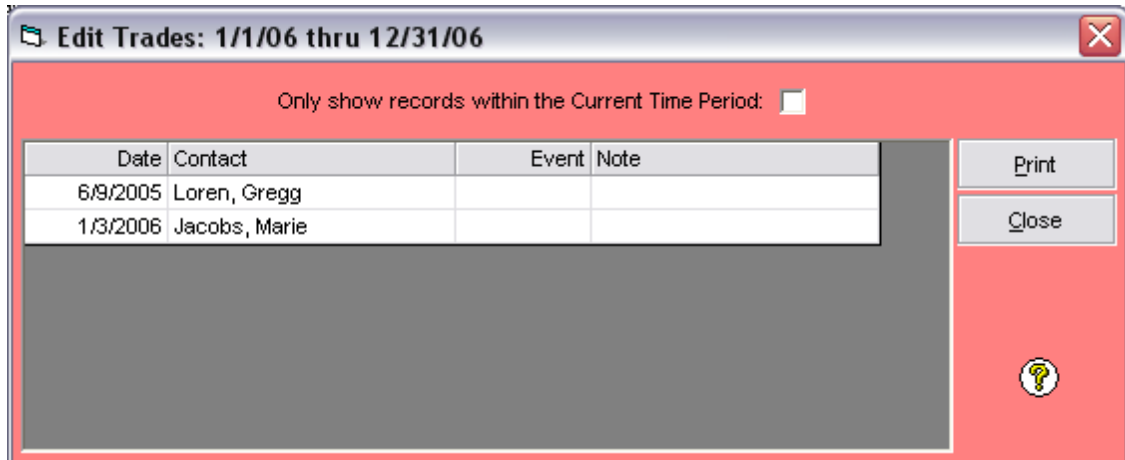 Edit Trades: 1/1/06 thru 12/31/06
Only show records within the Current Time Period:
Date Contact Event Note
6/9/2005 Loren, Gregg
1/3/2006 Jacobs, Marie
Print
Close
?